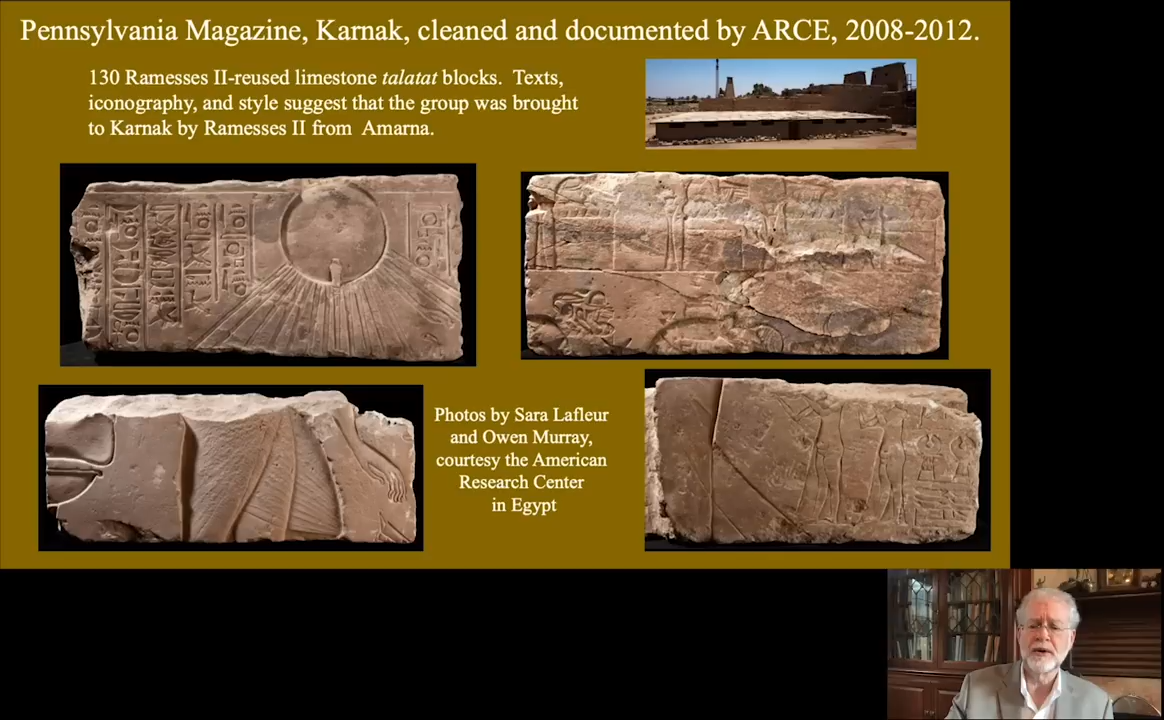 Pennsylvania Magazine, Karnak, cleaned and documented by ARCE, 2008-2012.
130 Ramesses II-reused limestone talatat blocks. Texts,
iconography, and style suggest that the group was brought
to Karnak by Ramesses II from Amarna.
Photos by Sara Lafleur
and Owen Murray,
courtesy the American
Research Center
in Egypt